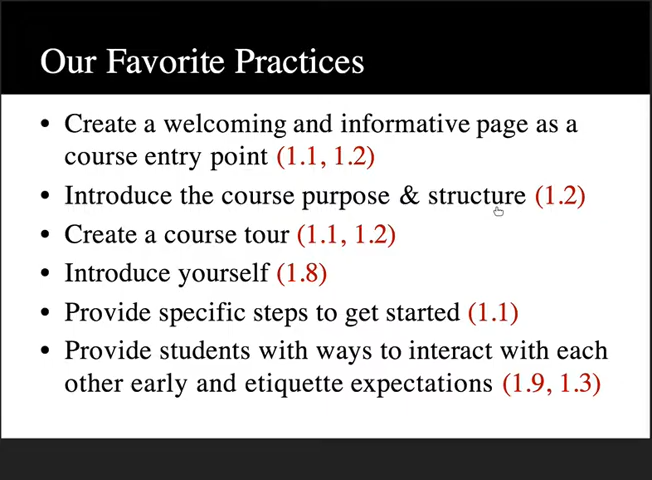 Our Favorite Practices
• Create a welcoming and informative page as a
course entry point (1.1, 1.2)
• Introduce the course purpose & structure (1.2)
• Create a course tour (1.1, 1.2)
• Introduce yourself (1.8)
• Provide specific steps to get started (1.1)
• Provide students with ways to interact with each
other early and etiquette expectations (1.9, 1.3)